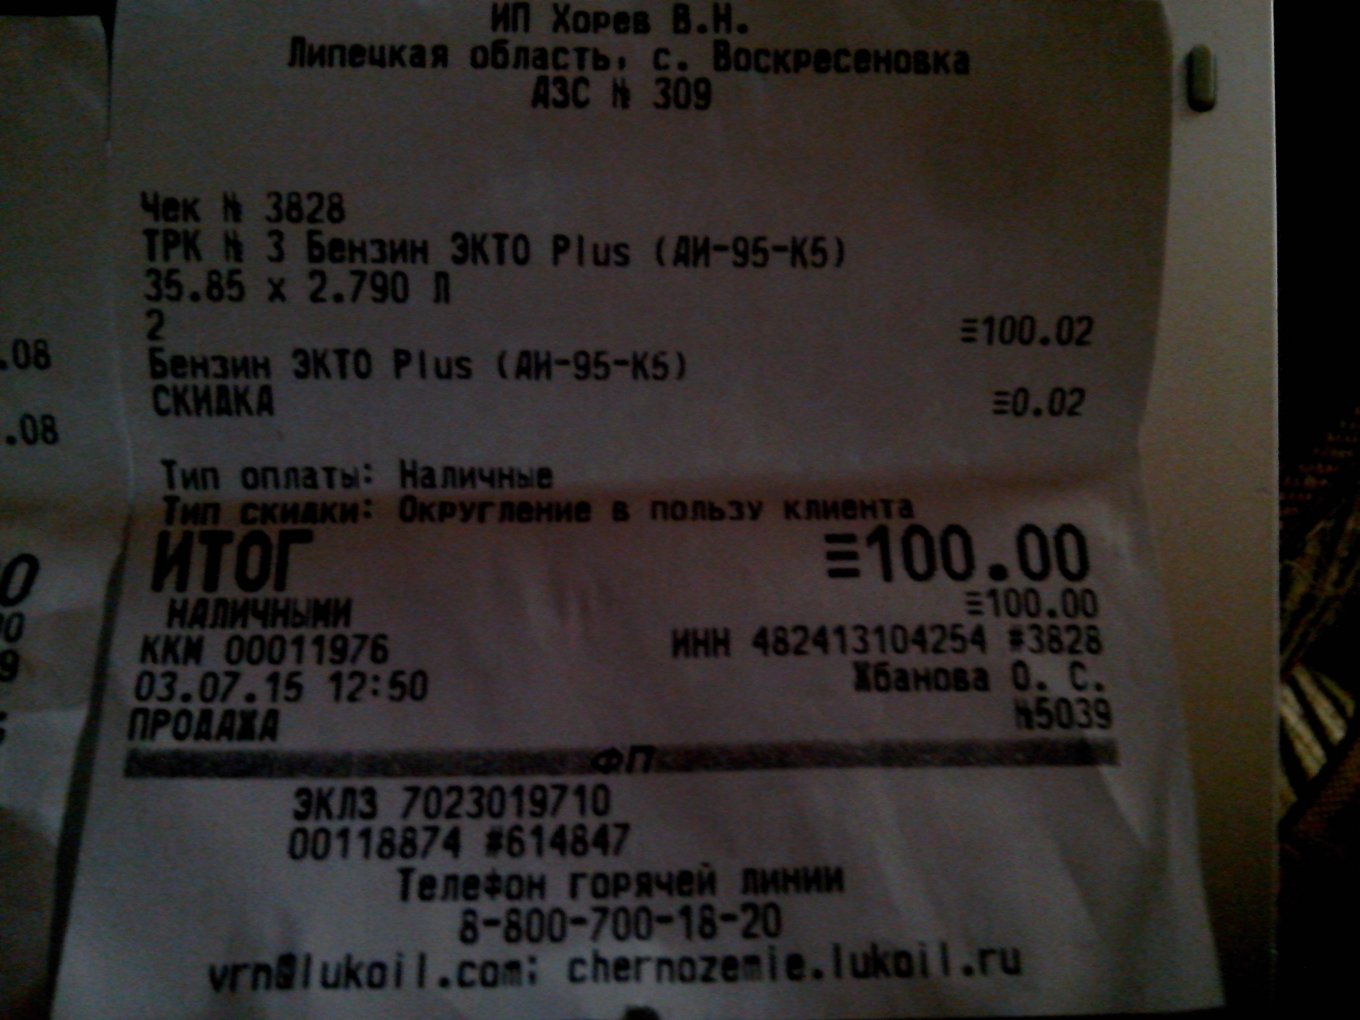 ИП Хорев В.Н.
Липецкая область, с. Воскресеновка
АЗС № 309
Чек № 3828
ТРК № 3 Бензин ЭКТО Plus (АИ-95-К5)
35.85 х 2.790 Л
2 ≡100.02
Бензин ЭКТО Plus (АИ-95-К5)
СКИДКА ≡0.02
Тип оплаты: Наличные
Тип скидки: Округление в пользу клиента
ИТОГ ≡100.00
НАЛИЧНЫМИ ≡100.00
ККМ 00011976 ИНН 482413104254 #3828
03.07.15 12:50 Жбанова О. С.
ПРОДАЖА №5039
ФП
ЭКЛЗ 7023019710
00118874 #614847
Телефон горячей линии
8-800-700-18-20
vrn@lukoil.com; chernozemie.lukoil.ru
.08
.08